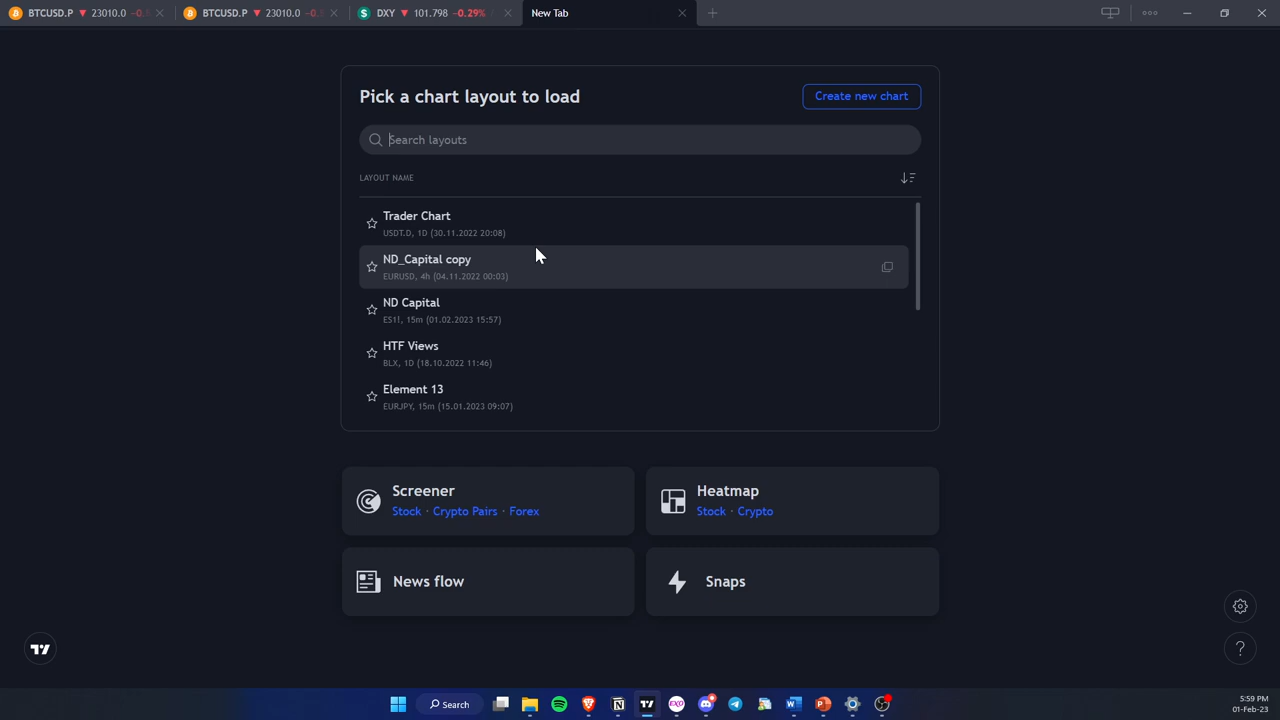 BTCUSD.P ▼ 23010.0
BTCUSD.P ▼ 23010.0
DXY ▼ 101.798 −0.29%
New Tab
Pick a chart layout to load
Create new chart
Search layouts
LAYOUT NAME
Trader Chart
USDT.D, 1D (30.11.2022 20:08)
ND_Capital copy
EURUSD, 4h (04.11.2022 00:03)
ND Capital
ES1!, 15m (01.02.2023 15:57)
HTF Views
BLX, 1D (18.10.2022 11:46)
Element 13
EURJPY, 15m (15.01.2023 09:07)
Screener
Stock · Crypto Pairs · Forex
Heatmap
Stock · Crypto
News flow
Snaps
Search
EXO
5:59 PM
01-Feb-23